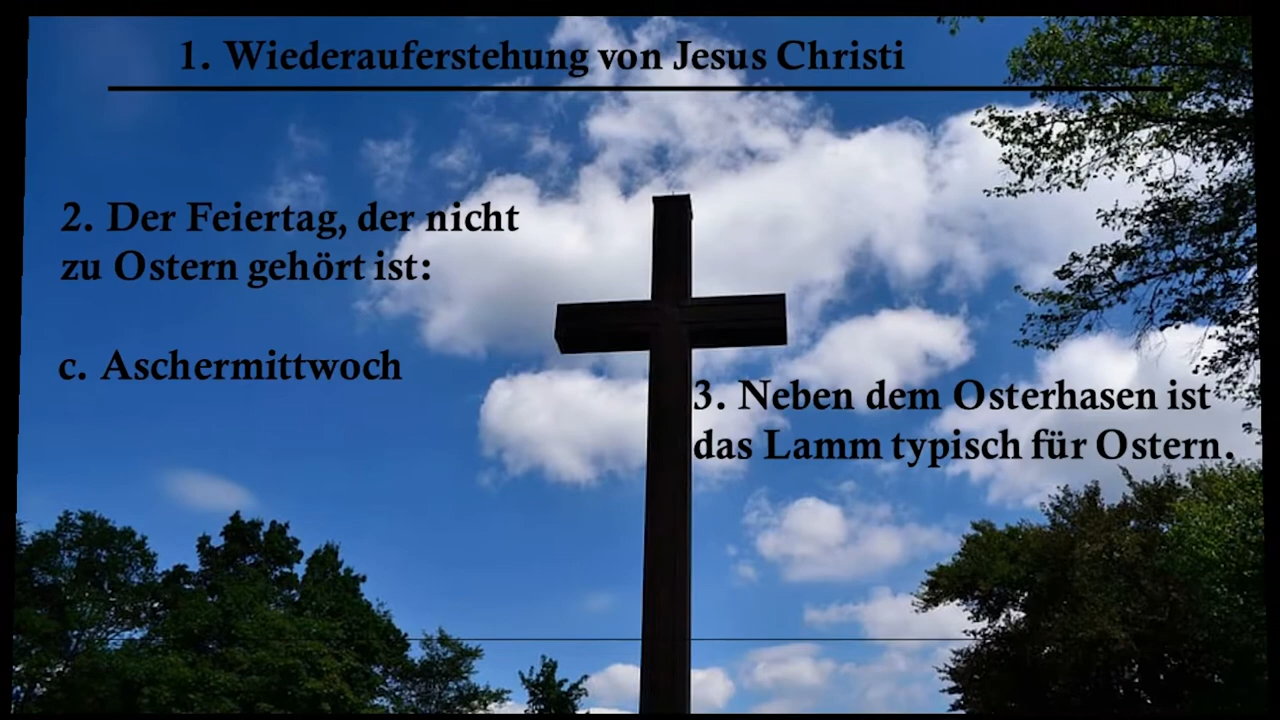 1. Wiederauferstehung von Jesus Christi
2. Der Feiertag, der nicht
zu Ostern gehört ist:
c. Aschermittwoch
3. Neben dem Osterhasen ist
das Lamm typisch für Ostern.